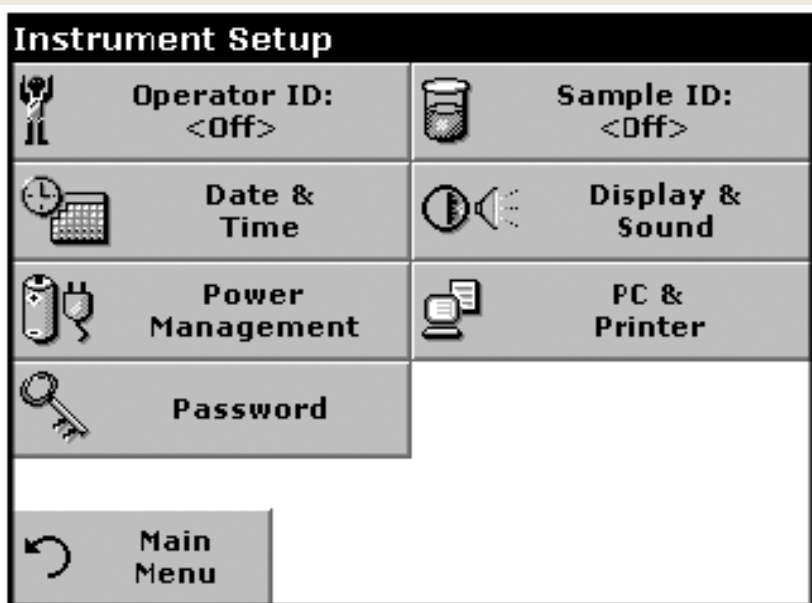 Instrument Setup
Operator ID:
<Off>
Sample ID:
<Off>
Date &
Time
Display &
Sound
Power
Management
PC &
Printer
Password
Main
Menu